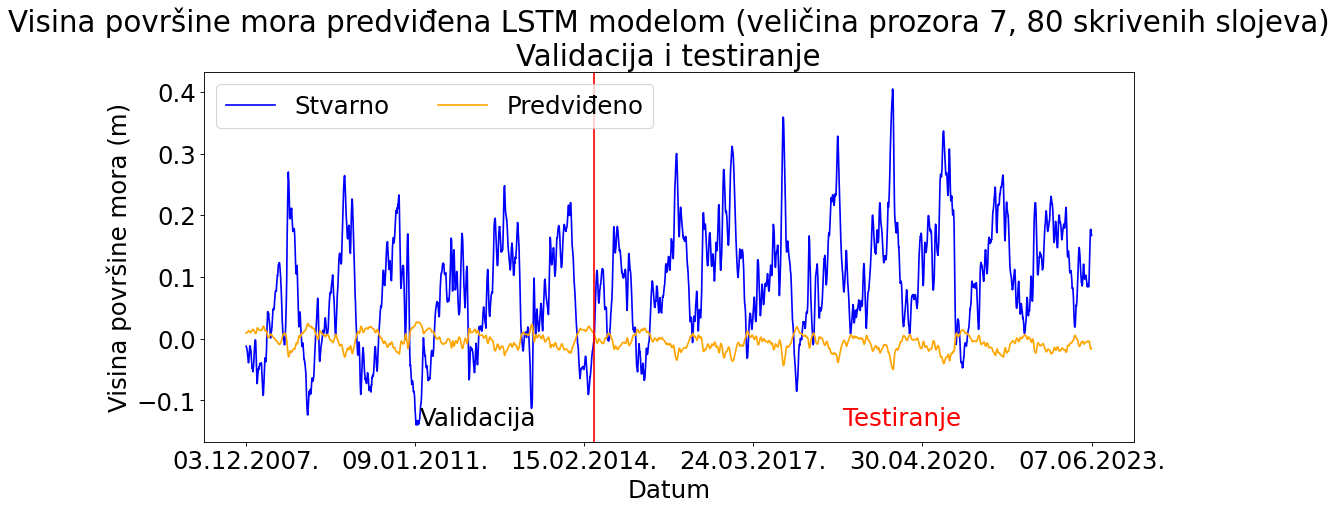 Visina površine mora predviđena LSTM modelom (veličina prozora 7, 80 skrivenih slojeva)
Validacija i testiranje
Stvarno
Predviđeno
Visina površine mora (m)
0.4
0.3
0.2
0.1
0.0
−0.1
Validacija
Testiranje
03.12.2007.
09.01.2011.
15.02.2014.
24.03.2017.
30.04.2020.
07.06.2023.
Datum